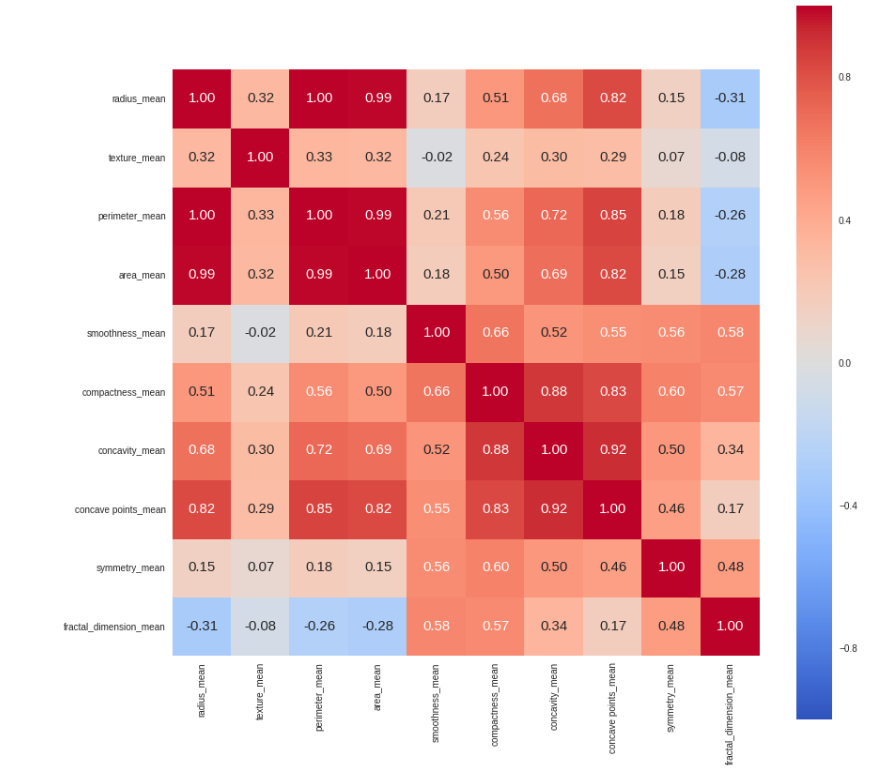 0.8
radius_mean 1.00 0.32 1.00 0.99 0.17 0.51 0.68 0.82 0.15 -0.31
texture_mean 0.32 1.00 0.33 0.32 -0.02 0.24 0.30 0.29 0.07 -0.08
perimeter_mean 1.00 0.33 1.00 0.99 0.21 0.56 0.72 0.85 0.18 -0.26
0.4
area_mean 0.99 0.32 0.99 1.00 0.18 0.50 0.69 0.82 0.15 -0.28
smoothness_mean 0.17 -0.02 0.21 0.18 1.00 0.66 0.52 0.55 0.56 0.58
0.0
compactness_mean 0.51 0.24 0.56 0.50 0.66 1.00 0.88 0.83 0.60 0.57
concavity_mean 0.68 0.30 0.72 0.69 0.52 0.88 1.00 0.92 0.50 0.34
−0.4
concave points_mean 0.82 0.29 0.85 0.82 0.55 0.83 0.92 1.00 0.46 0.17
symmetry_mean 0.15 0.07 0.18 0.15 0.56 0.60 0.50 0.46 1.00 0.48
fractal_dimension_mean -0.31 -0.08 -0.26 -0.28 0.58 0.57 0.34 0.17 0.48 1.00
−0.8
radius_mean
texture_mean
perimeter_mean
area_mean
smoothness_mean
compactness_mean
concavity_mean
concave points_mean
symmetry_mean
fractal_dimension_mean